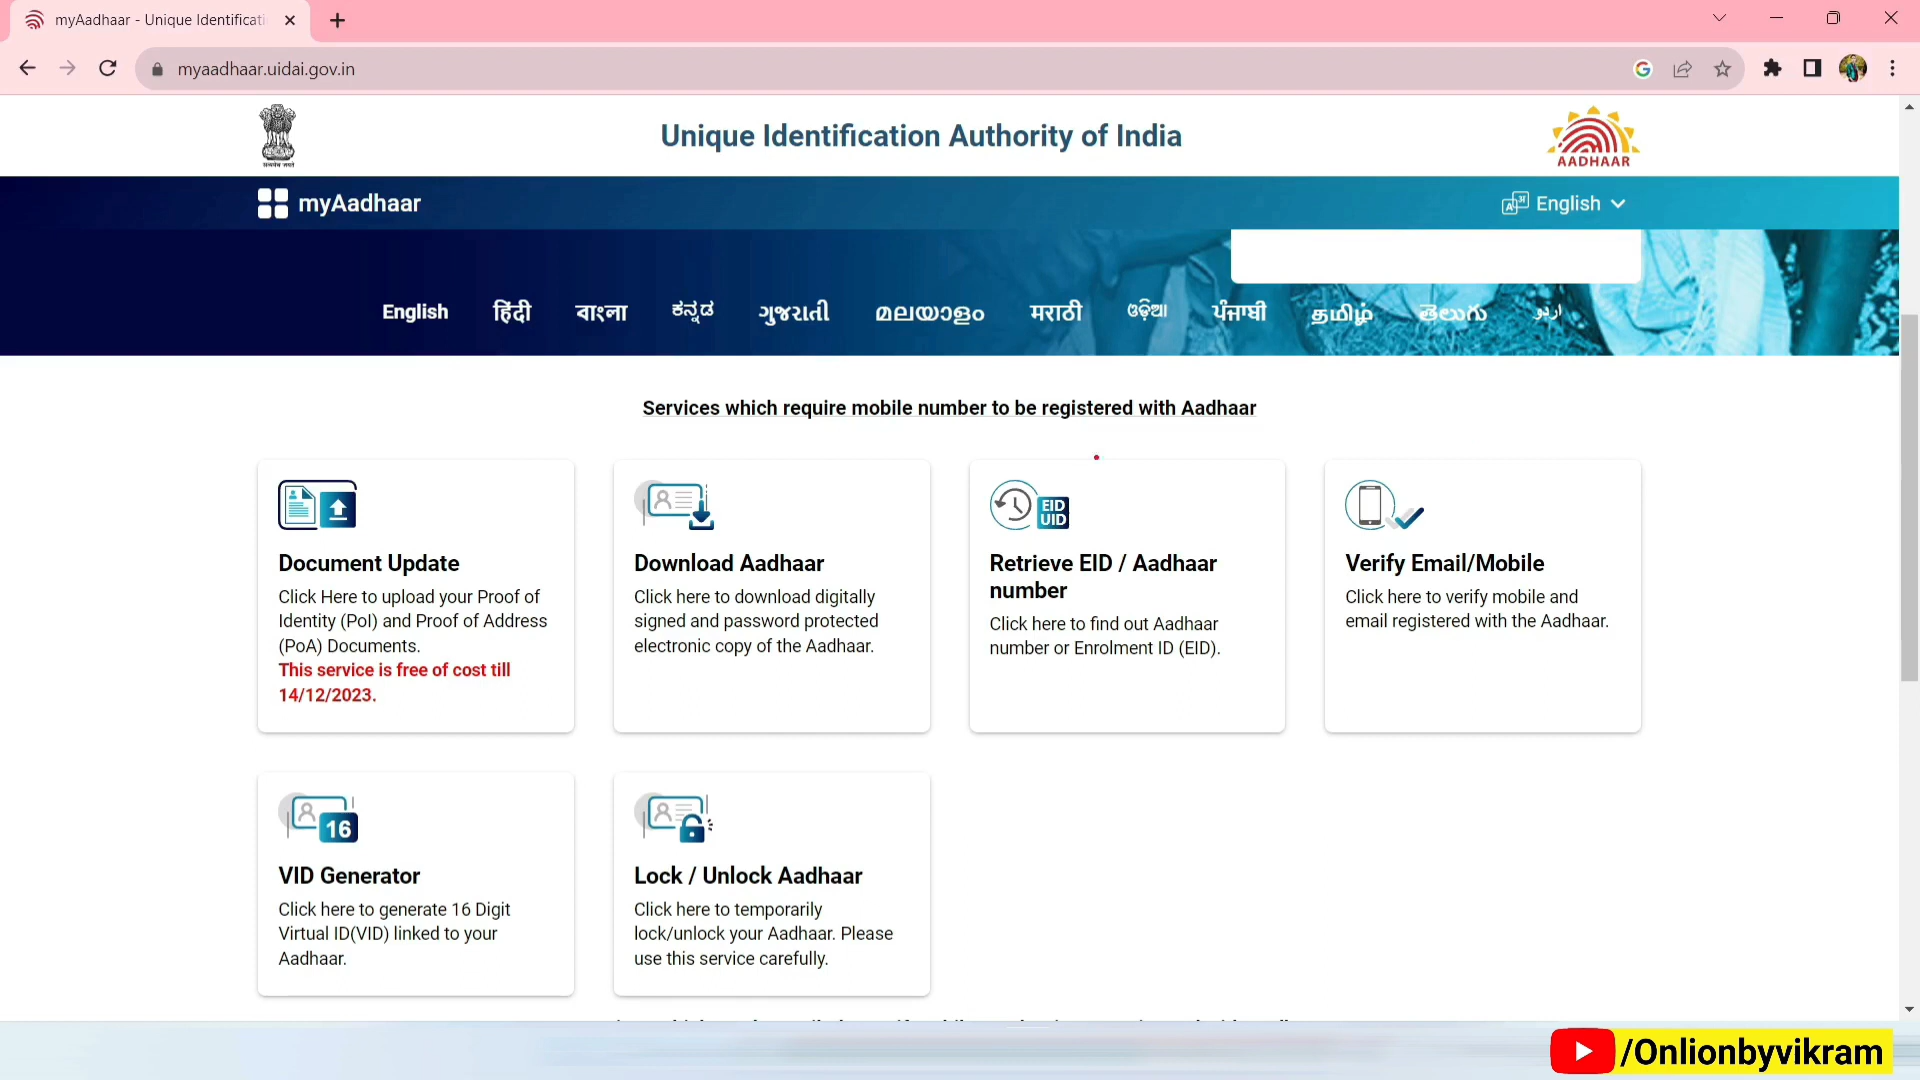 myAadhaar - Unique Identificati
myaadhaar.uidai.gov.in
सत्यमेव जयते
Unique Identification Authority of India
AADHAAR
myAadhaar
English
English हिंदी বাংলা ಕನ್ನಡ ગુજરાતી മലയാളം मराठी ଓଡ଼ିଆ ਪੰਜਾਬੀ தமிழ் తెలుగు اردو
Services which require mobile number to be registered with Aadhaar
Document Update
Click Here to upload your Proof of
Identity (PoI) and Proof of Address
(PoA) Documents.
This service is free of cost till
14/12/2023.
Download Aadhaar
Click here to download digitally
signed and password protected
electronic copy of the Aadhaar.
EID
UID
Retrieve EID / Aadhaar
number
Click here to find out Aadhaar
number or Enrolment ID (EID).
Verify Email/Mobile
Click here to verify mobile and
email registered with the Aadhaar.
16
VID Generator
Click here to generate 16 Digit
Virtual ID(VID) linked to your
Aadhaar.
Lock / Unlock Aadhaar
Click here to temporarily
lock/unlock your Aadhaar. Please
use this service carefully.
/Onlionbyvikram